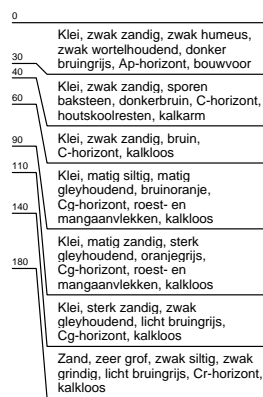 0
Klei, zwak zandig, zwak humeus,
zwak wortelhoudend, donker
bruingrijs, Ap-horizont, bouwvoor
30
Klei, zwak zandig, sporen
baksteen, donkerbruin, C-horizont,
houtskoolresten, kalkarm
40
Klei, zwak zandig, bruin,
C-horizont, kalkloos
60
Klei, matig siltig, matig
gleyhoudend, bruinoranje,
Cg-horizont, roest- en
mangaanvlekken, kalkloos
90
Klei, matig zandig, sterk
gleyhoudend, oranjegrijs,
Cg-horizont, roest- en
mangaanvlekken, kalkloos
110
Klei, sterk zandig, zwak
gleyhoudend, licht bruingrijs,
Cg-horizont, kalkloos
140
Zand, zeer grof, zwak siltig, zwak
grindig, licht bruingrijs, Cr-horizont,
kalkloos
180